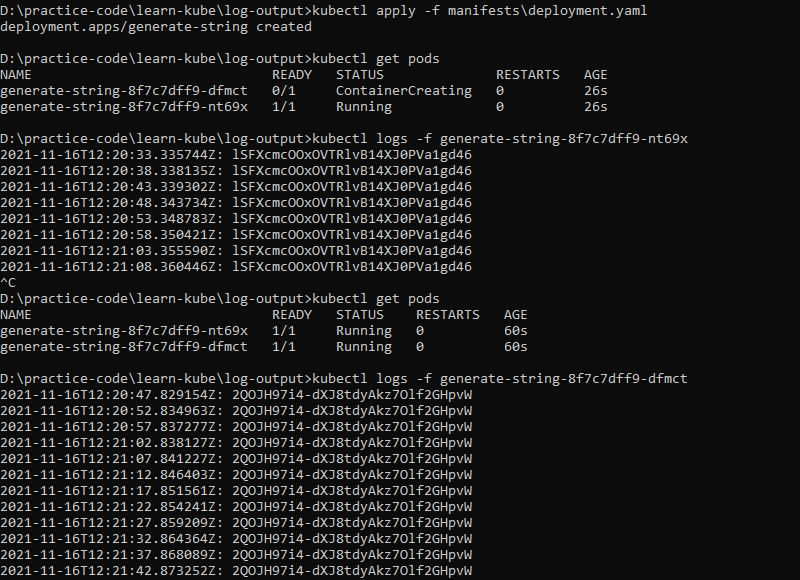 D:\practice-code\learn-kube\log-output>kubectl apply -f manifests\deployment.yaml
deployment.apps/generate-string created
D:\practice-code\learn-kube\log-output>kubectl get pods
NAME READY STATUS RESTARTS AGE
generate-string-8f7c7dff9-dfmct 0/1 ContainerCreating 0 26s
generate-string-8f7c7dff9-nt69x 1/1 Running 0 26s
D:\practice-code\learn-kube\log-output>kubectl logs -f generate-string-8f7c7dff9-nt69x
2021-11-16T12:20:33.335744Z: lSFXcmcOOxOVTRlvB14XJ0PVa1gd46
2021-11-16T12:20:38.338135Z: lSFXcmcOOxOVTRlvB14XJ0PVa1gd46
2021-11-16T12:20:43.339302Z: lSFXcmcOOxOVTRlvB14XJ0PVa1gd46
2021-11-16T12:20:48.343734Z: lSFXcmcOOxOVTRlvB14XJ0PVa1gd46
2021-11-16T12:20:53.348783Z: lSFXcmcOOxOVTRlvB14XJ0PVa1gd46
2021-11-16T12:20:58.350421Z: lSFXcmcOOxOVTRlvB14XJ0PVa1gd46
2021-11-16T12:21:03.355590Z: lSFXcmcOOxOVTRlvB14XJ0PVa1gd46
2021-11-16T12:21:08.360446Z: lSFXcmcOOxOVTRlvB14XJ0PVa1gd46
^C
D:\practice-code\learn-kube\log-output>kubectl get pods
NAME READY STATUS RESTARTS AGE
generate-string-8f7c7dff9-nt69x 1/1 Running 0 60s
generate-string-8f7c7dff9-dfmct 1/1 Running 0 60s
D:\practice-code\learn-kube\log-output>kubectl logs -f generate-string-8f7c7dff9-dfmct
2021-11-16T12:20:47.829154Z: 2QOJH97i4-dXJ8tdyAkz7Olf2GHpvW
2021-11-16T12:20:52.834963Z: 2QOJH97i4-dXJ8tdyAkz7Olf2GHpvW
2021-11-16T12:20:57.837277Z: 2QOJH97i4-dXJ8tdyAkz7Olf2GHpvW
2021-11-16T12:21:02.838127Z: 2QOJH97i4-dXJ8tdyAkz7Olf2GHpvW
2021-11-16T12:21:07.841227Z: 2QOJH97i4-dXJ8tdyAkz7Olf2GHpvW
2021-11-16T12:21:12.846403Z: 2QOJH97i4-dXJ8tdyAkz7Olf2GHpvW
2021-11-16T12:21:17.851561Z: 2QOJH97i4-dXJ8tdyAkz7Olf2GHpvW
2021-11-16T12:21:22.854241Z: 2QOJH97i4-dXJ8tdyAkz7Olf2GHpvW
2021-11-16T12:21:27.859209Z: 2QOJH97i4-dXJ8tdyAkz7Olf2GHpvW
2021-11-16T12:21:32.864364Z: 2QOJH97i4-dXJ8tdyAkz7Olf2GHpvW
2021-11-16T12:21:37.868089Z: 2QOJH97i4-dXJ8tdyAkz7Olf2GHpvW
2021-11-16T12:21:42.873252Z: 2QOJH97i4-dXJ8tdyAkz7Olf2GHpvW